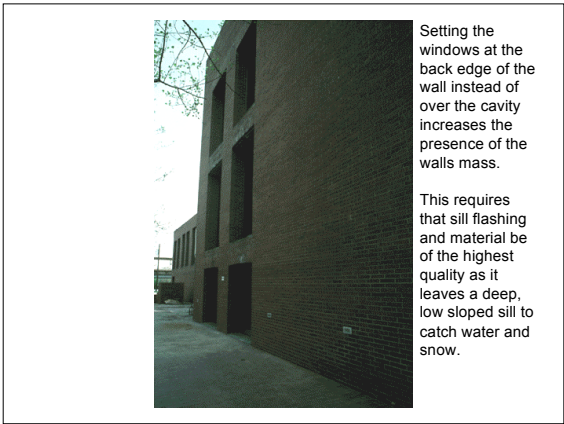 Setting the
windows at the
back edge of the
wall instead of
over the cavity
increases the
presence of the
walls mass.
This requires
that sill flashing
and material be
of the highest
quality as it
leaves a deep,
low sloped sill to
catch water and
snow.